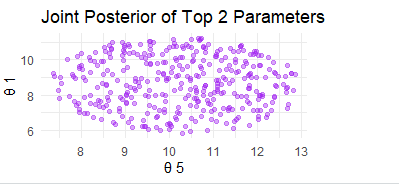 Joint Posterior of Top 2 Parameters
10
8
6
θ 1
8 9 10 11 12 13
θ 5